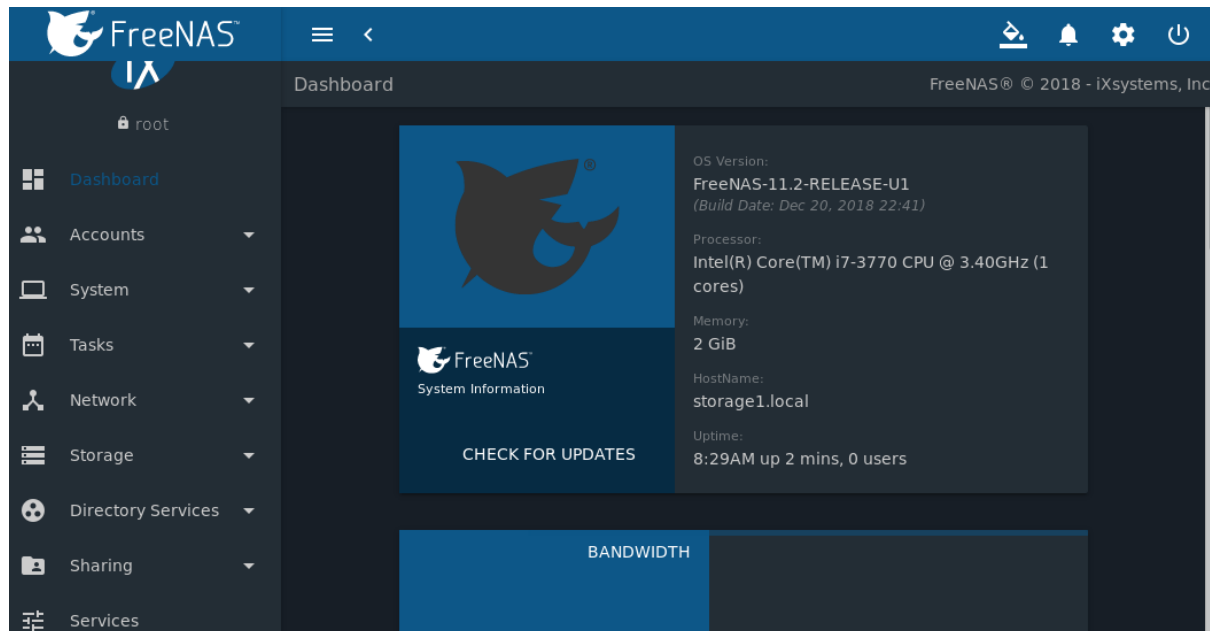 FreeNAS™
Dashboard
FreeNAS® © 2018 - iXsystems, Inc
iX
root
Dashboard
Accounts
System
Tasks
Network
Storage
Directory Services
Sharing
Services
®
FreeNAS
System Information
CHECK FOR UPDATES
OS Version:
FreeNAS-11.2-RELEASE-U1
(Build Date: Dec 20, 2018 22:41)
Processor:
Intel(R) Core(TM) i7-3770 CPU @ 3.40GHz (1
cores)
Memory:
2 GiB
HostName:
storage1.local
Uptime:
8:29AM up 2 mins, 0 users
BANDWIDTH